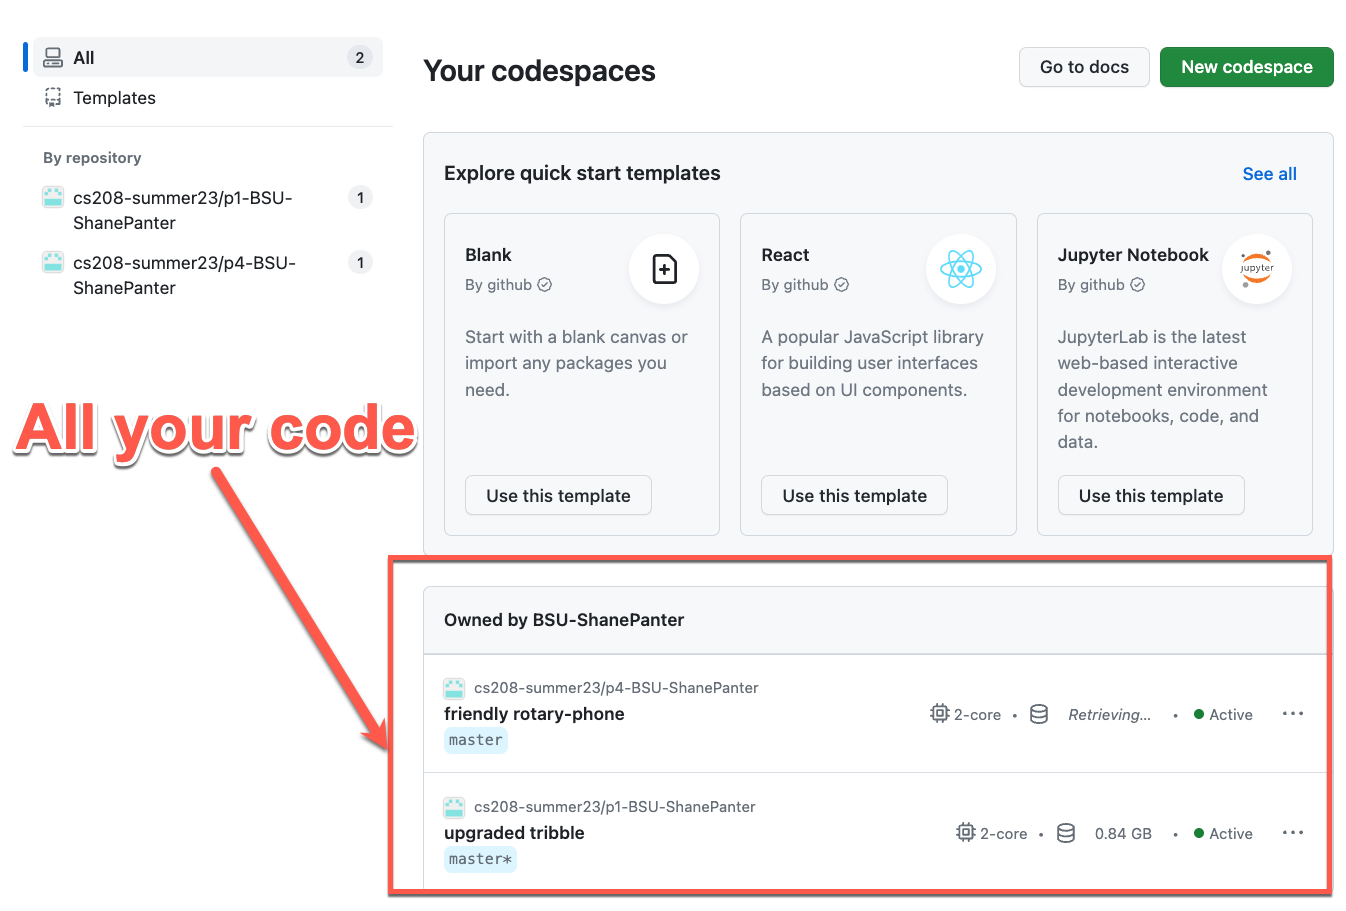 All 2
Templates
By repository
cs208-summer23/p1-BSU- 1
ShanePanter
cs208-summer23/p4-BSU- 1
ShanePanter
All your code
Your codespaces
Go to docs
New codespace
Explore quick start templates
See all
Blank
By github
Start with a blank canvas or
import any packages you
need.
Use this template
React
By github
A popular JavaScript library
for building user interfaces
based on UI components.
Use this template
Jupyter Notebook
By github
jupyter
JupyterLab is the latest
web-based interactive
development environment
for notebooks, code, and
data.
Use this template
Owned by BSU-ShanePanter
cs208-summer23/p4-BSU-ShanePanter
friendly rotary-phone
master
2-core • Retrieving... • Active ...
cs208-summer23/p1-BSU-ShanePanter
upgraded tribble
master*
2-core • 0.84 GB • Active ...